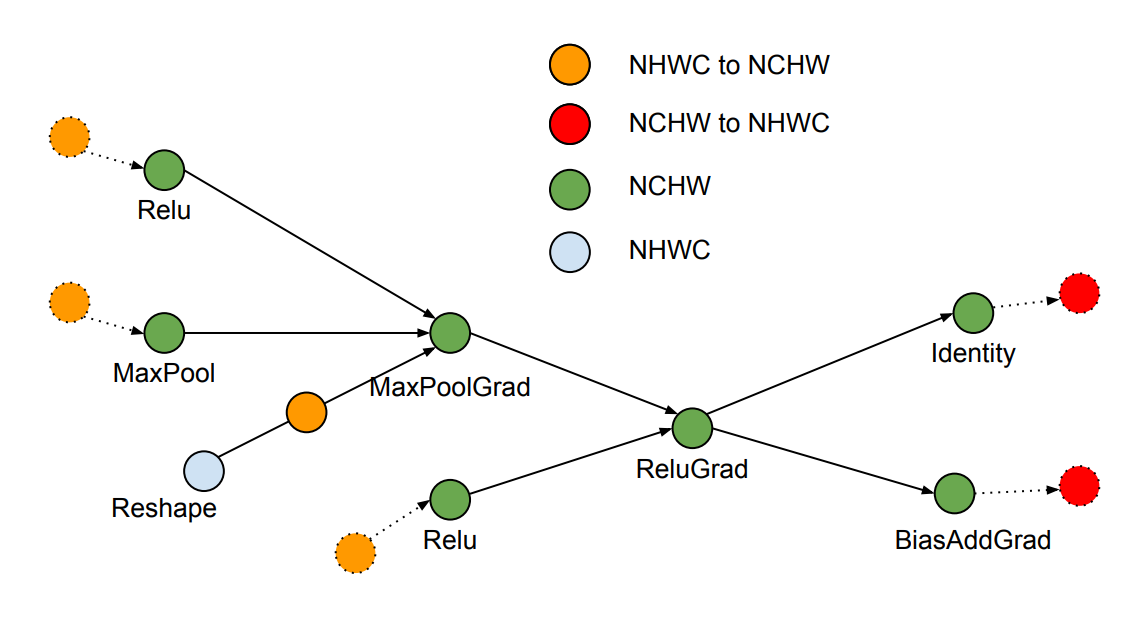 NHWC to NCHW
NCHW to NHWC
NCHW
NHWC
Relu
MaxPool
MaxPoolGrad
Reshape
Relu
ReluGrad
Identity
BiasAddGrad